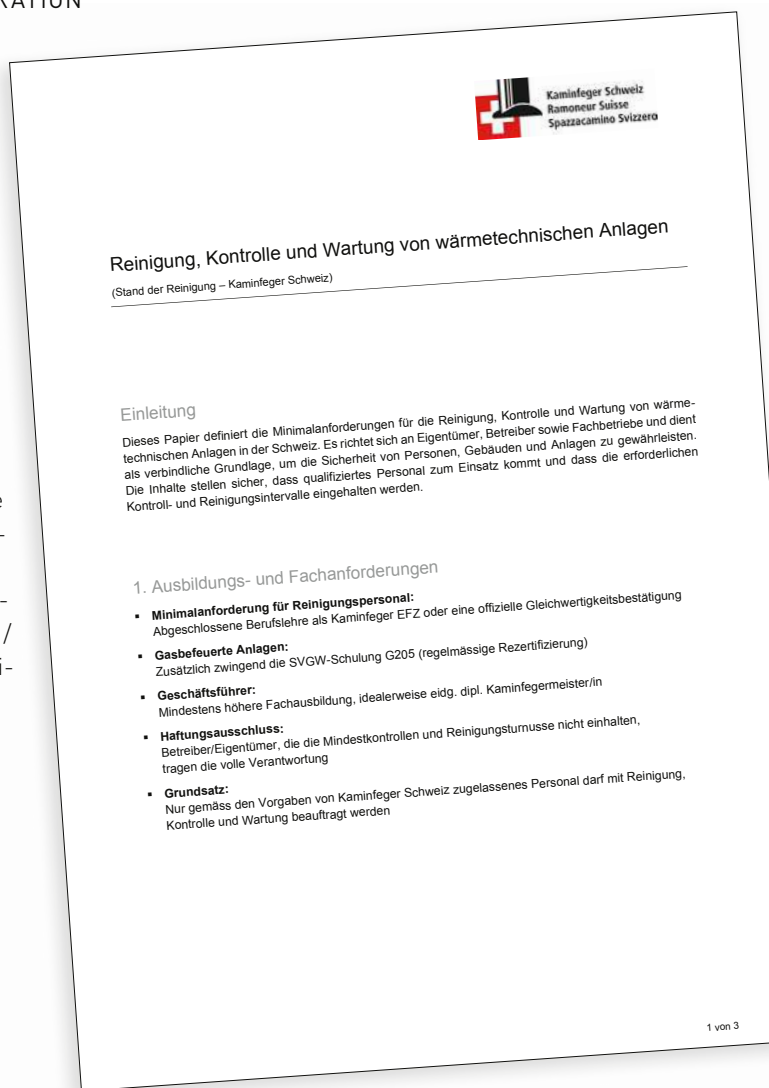 Kaminfeger Schweiz
Ramoneur Suisse
Spazzacamino Svizzero
Reinigung, Kontrolle und Wartung von wärmetechnischen Anlagen
(Stand der Reinigung – Kaminfeger Schweiz)
Einleitung
Dieses Papier definiert die Minimalanforderungen für die Reinigung, Kontrolle und Wartung von wärme-
technischen Anlagen in der Schweiz. Es richtet sich an Eigentümer, Betreiber sowie Fachbetriebe und dient
als verbindliche Grundlage, um die Sicherheit von Personen, Gebäuden und Anlagen zu gewährleisten.
Die Inhalte stellen sicher, dass qualifiziertes Personal zum Einsatz kommt und dass die erforderlichen
Kontroll- und Reinigungsintervalle eingehalten werden.
1. Ausbildungs- und Fachanforderungen
▪ Minimalanforderung für Reinigungspersonal:
Abgeschlossene Berufslehre als Kaminfeger EFZ oder eine offizielle Gleichwertigkeitsbestätigung
▪ Gasbefeuerte Anlagen:
Zusätzlich zwingend die SVGW-Schulung G205 (regelmässige Rezertifizierung)
▪ Geschäftsführer:
Mindestens höhere Fachausbildung, idealerweise eidg. dipl. Kaminfegermeister/in
▪ Haftungsausschluss:
Betreiber/Eigentümer, die die Mindestkontrollen und Reinigungsturnusse nicht einhalten,
tragen die volle Verantwortung
▪ Grundsatz:
Nur gemäss den Vorgaben von Kaminfeger Schweiz zugelassenes Personal darf mit Reinigung,
Kontrolle und Wartung beauftragt werden
1 von 3